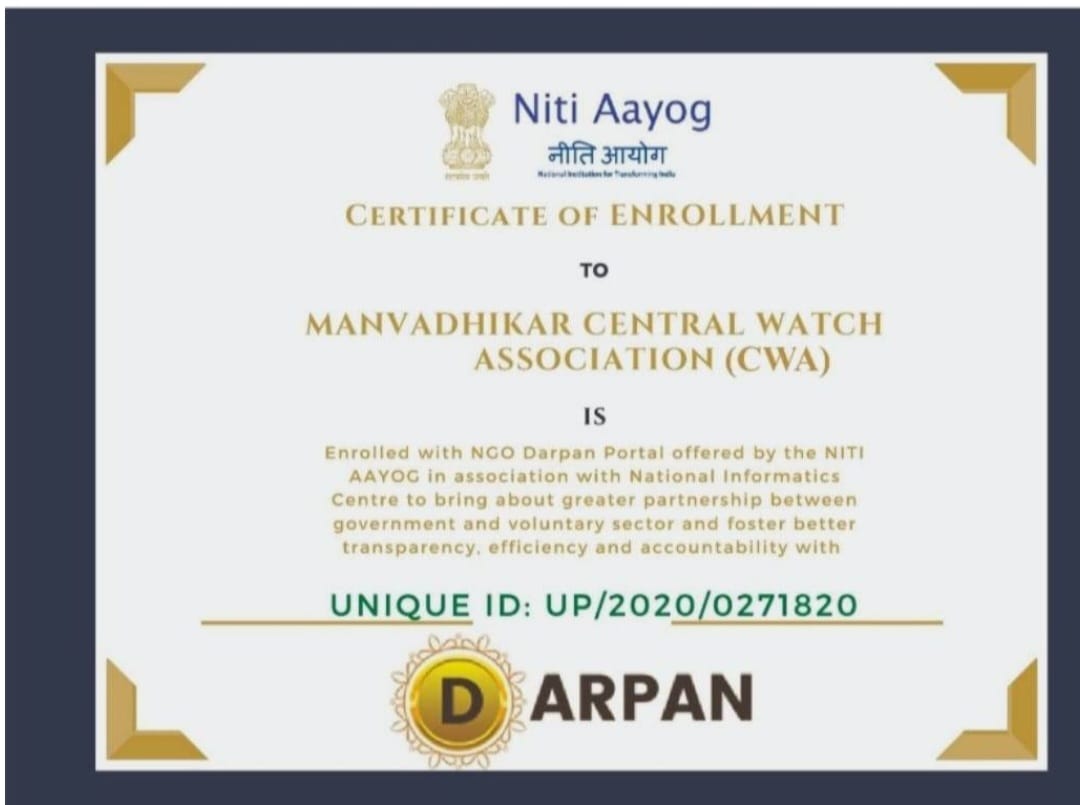 Niti Aayog
नीति आयोग
National Institution for Transforming India
सत्यमेव जयते
CERTIFICATE OF ENROLLMENT
TO
MANVADHIKAR CENTRAL WATCH
ASSOCIATION (CWA)
IS
Enrolled with NGO Darpan Portal offered by the NITI
AAYOG in association with National Informatics
Centre to bring about greater partnership between
government and voluntary sector and foster better
transparency, efficiency and accountability with
UNIQUE ID: UP/2020/0271820
DARPAN